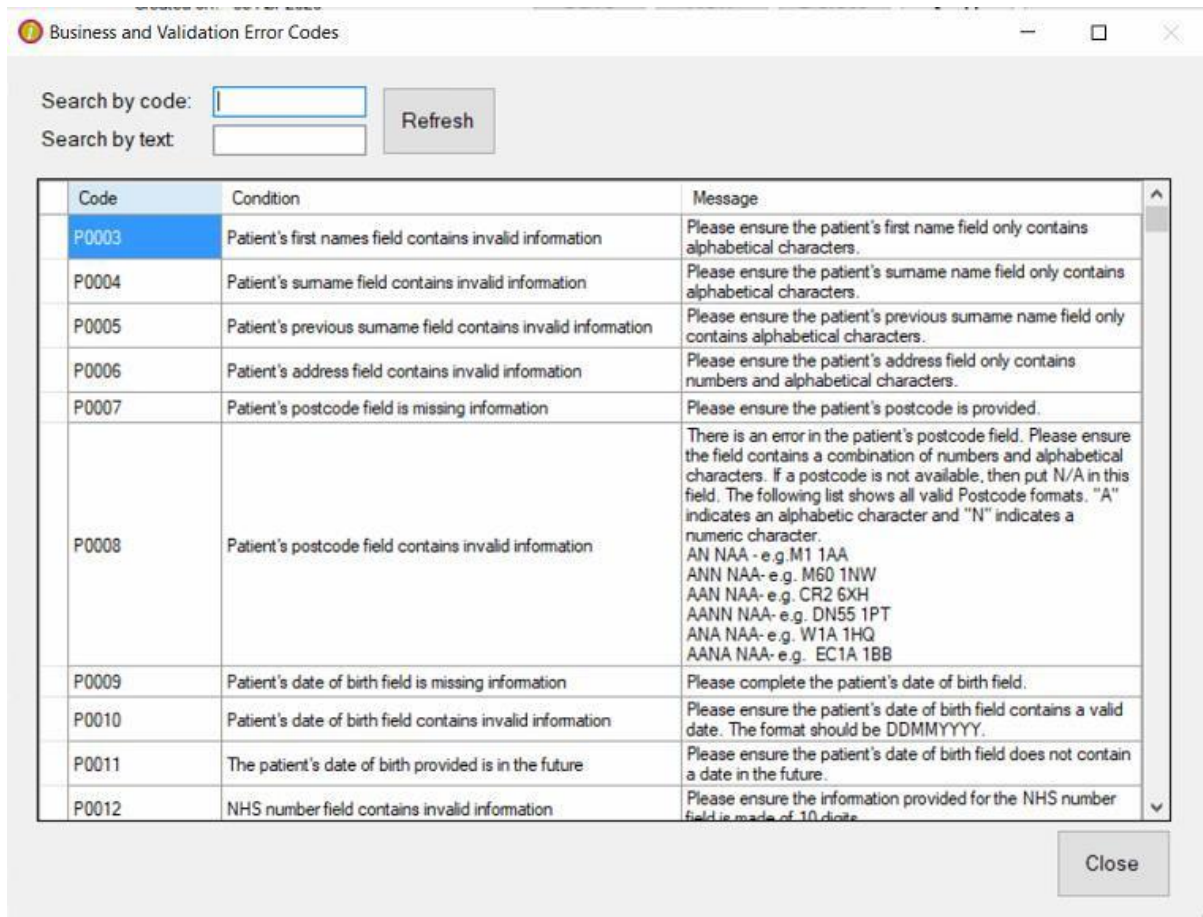 Business and Validation Error Codes
Search by code:
Refresh
Search by text:
Code Condition Message
P0003 Patient's first names field contains invalid information Please ensure the patient's first name field only contains
alphabetical characters.
P0004 Patient's surname field contains invalid information Please ensure the patient's surname name field only contains
alphabetical characters.
P0005 Patient's previous surname field contains invalid information Please ensure the patient's previous surname name field only
contains alphabetical characters.
P0006 Patient's address field contains invalid information Please ensure the patient's address field only contains
numbers and alphabetical characters.
P0007 Patient's postcode field is missing information Please ensure the patient's postcode is provided.
P0008 Patient's postcode field contains invalid information
There is an error in the patient's postcode field. Please ensure
the field contains a combination of numbers and alphabetical
characters. If a postcode is not available, then put N/A in this
field. The following list shows all valid Postcode formats. "A"
indicates an alphabetic character and "N" indicates a
numeric character.
AN NAA - e.g.M1 1AA
ANN NAA- e.g. M60 1NW
AAN NAA- e.g. CR2 6XH
AANN NAA- e.g. DN55 1PT
ANA NAA- e.g. W1A 1HQ
AANA NAA- e.g. EC1A 1BB
P0009 Patient's date of birth field is missing information Please complete the patient's date of birth field.
P0010 Patient's date of birth field contains invalid information Please ensure the patient's date of birth field contains a valid
date. The format should be DDMMYYYY.
P0011 The patient's date of birth provided is in the future Please ensure the patient's date of birth field does not contain
a date in the future.
P0012 NHS number field contains invalid information Please ensure the information provided for the NHS number
field is made of 10 digits
Close